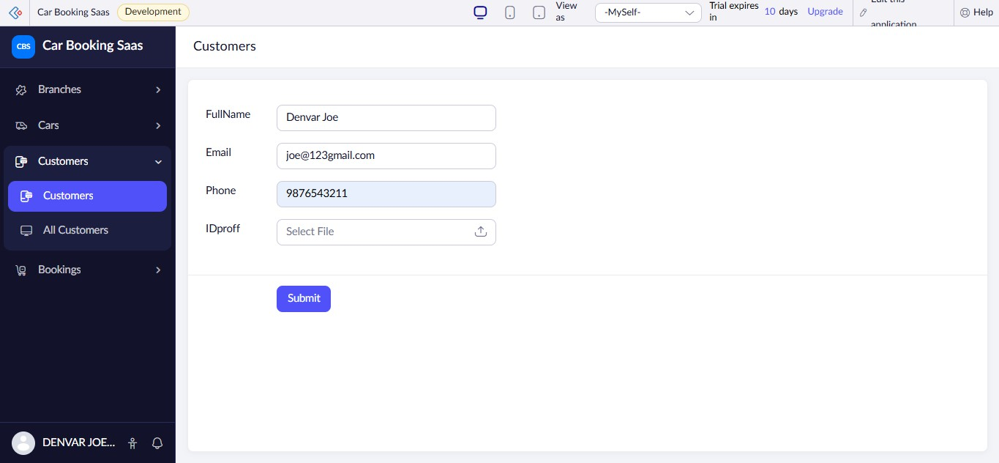 Car Booking Saas
Development
View as
-MySelf-
Trial expires in
10 days
Upgrade
Edit this application
Help
CBS
Car Booking Saas
Customers
Branches
Cars
Customers
Customers
All Customers
Bookings
FullName
Denvar Joe
Email
joe@123gmail.com
Phone
9876543211
IDproff
Select File
Submit
DENVAR JOE...